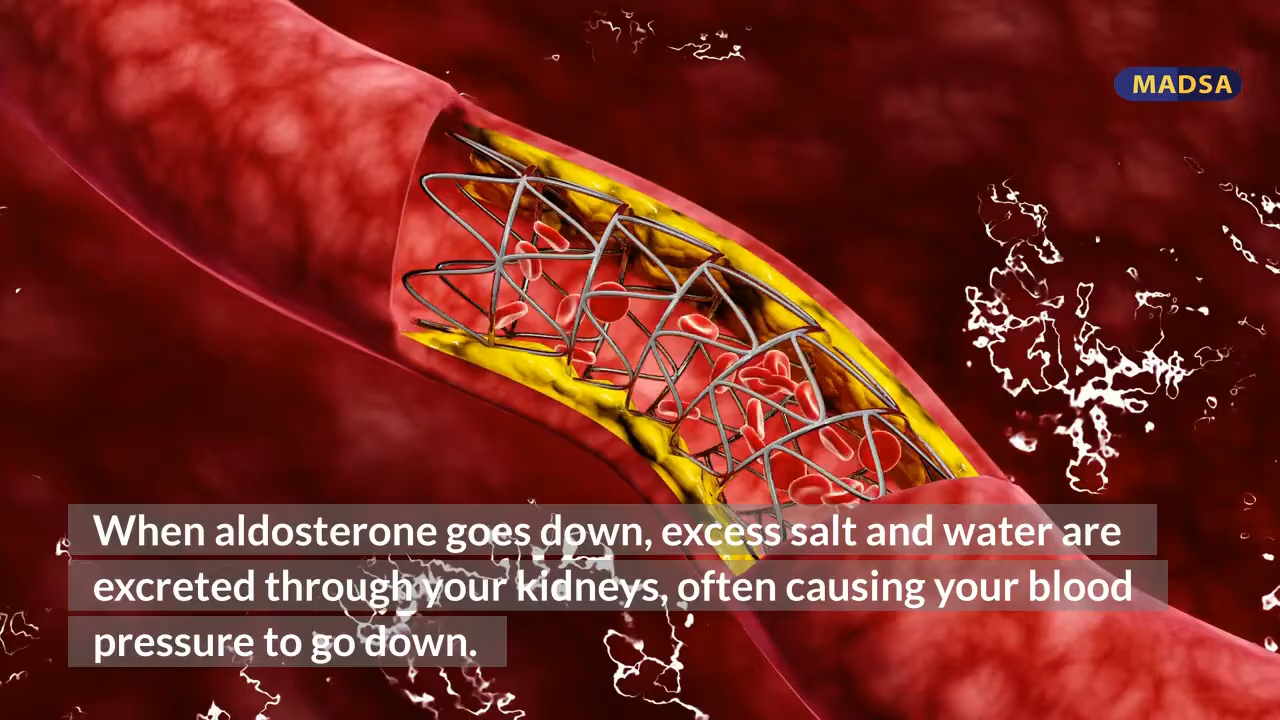 MADSA
When aldosterone goes down, excess salt and water are
excreted through your kidneys, often causing your blood
pressure to go down.